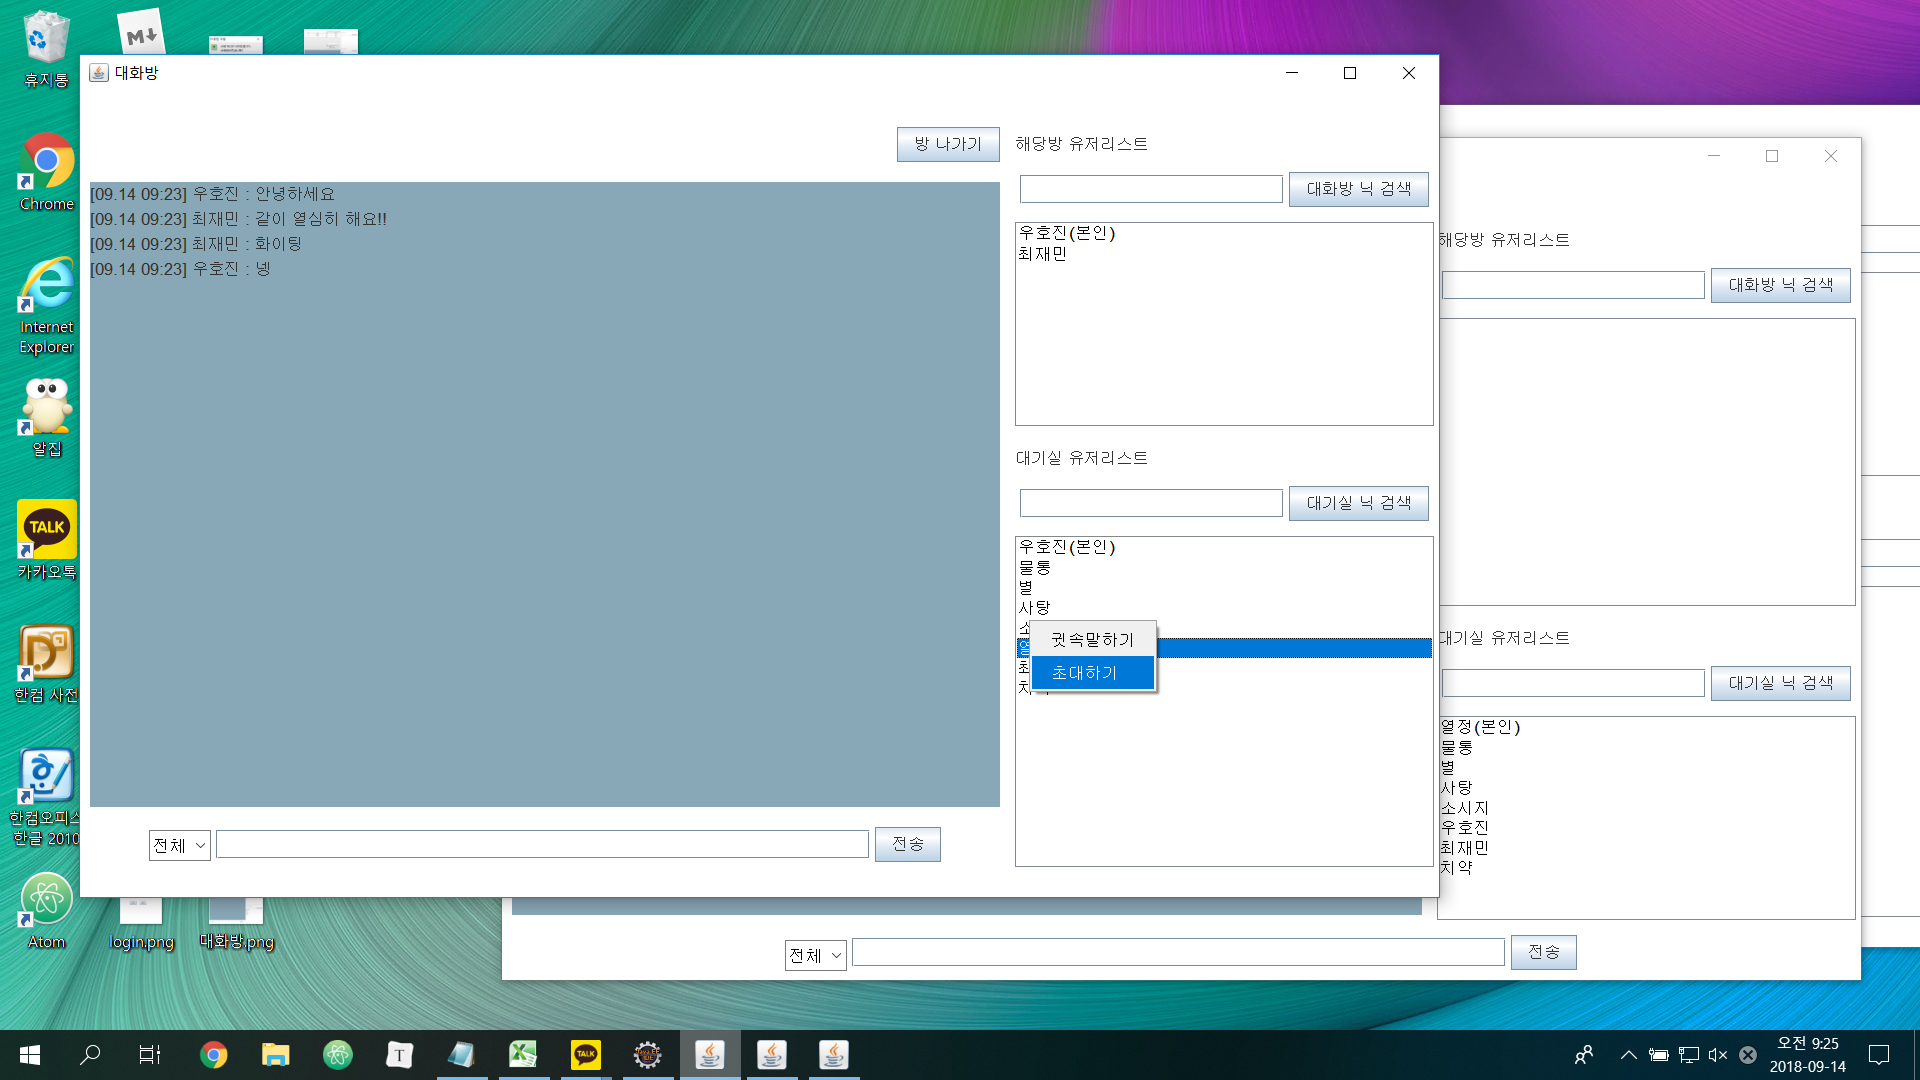 휴지통
Chrome
Internet
Explorer
알집
TALK
카카오톡
한컴 사전
한컴오피스
한글 2010
Atom
M
login.png
대화방.png
대화방
방 나가기
해당방 유저리스트
대화방 닉 검색
[09.14 09:23] 우호진 : 안녕하세요
[09.14 09:23] 최재민 : 같이 열심히 해요!!
[09.14 09:23] 최재민 : 화이팅
[09.14 09:23] 우호진 : 넹
우호진(본인)
최재민
대기실 유저리스트
대기실 닉 검색
우호진(본인)
물통
별
사탕
귓속말하기
초대하기
전체
전송
해당방 유저리스트
대화방 닉 검색
대기실 유저리스트
대기실 닉 검색
열정(본인)
물통
별
사탕
소시지
우호진
최재민
치약
전체
전송
T
TALK
오전 9:25
2018-09-14